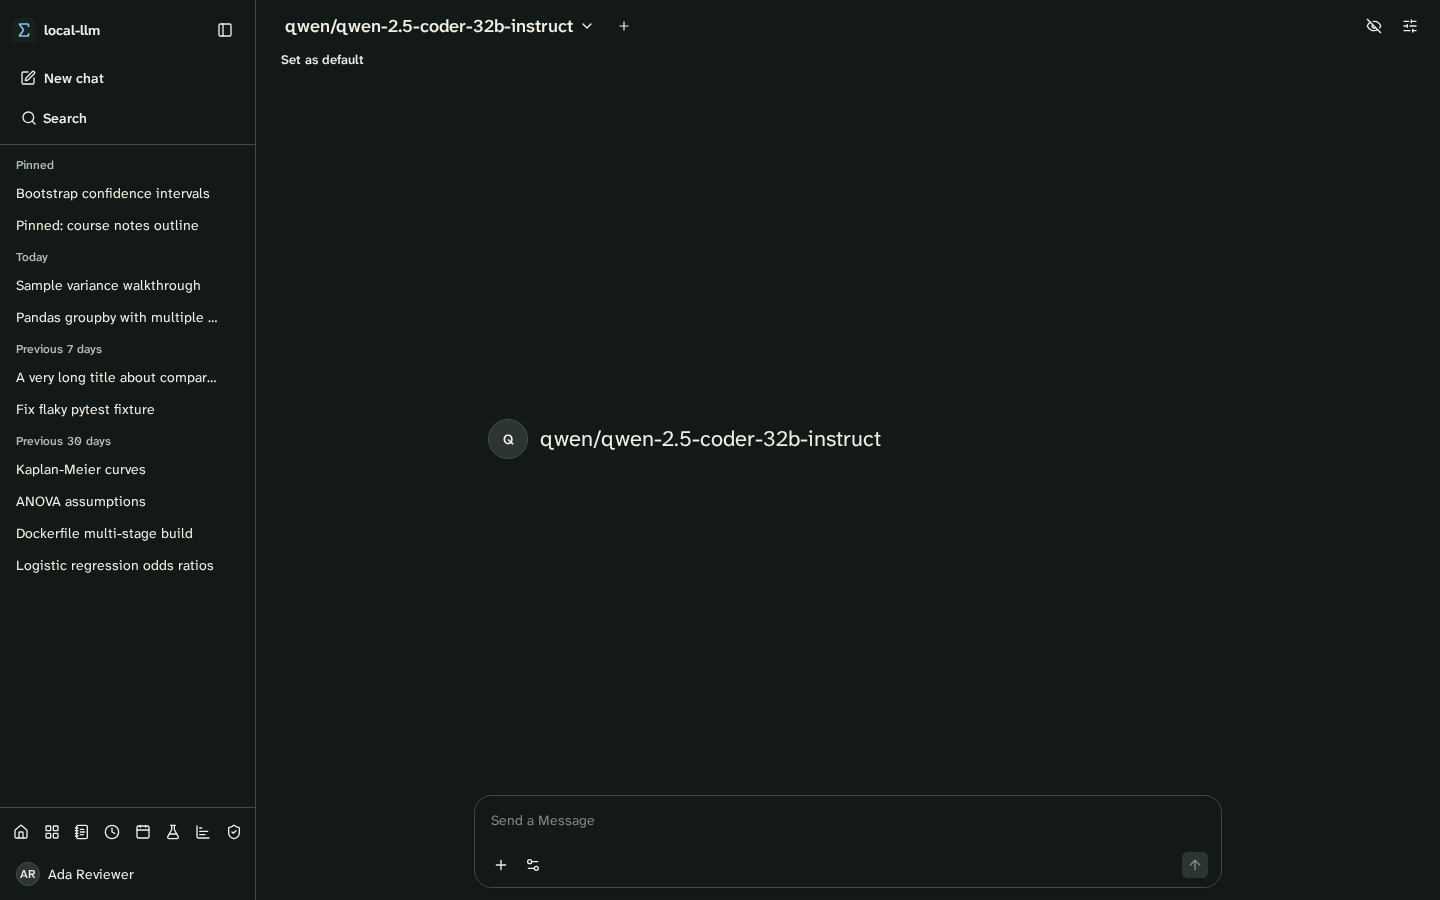 local-llm
New chat
Search
Pinned
Bootstrap confidence intervals
Pinned: course notes outline
Today
Sample variance walkthrough
Pandas groupby with multiple ...
Previous 7 days
A very long title about compar...
Fix flaky pytest fixture
Previous 30 days
Kaplan-Meier curves
ANOVA assumptions
Dockerfile multi-stage build
Logistic regression odds ratios
AR Ada Reviewer
qwen/qwen-2.5-coder-32b-instruct
Set as default
Q qwen/qwen-2.5-coder-32b-instruct
Send a Message